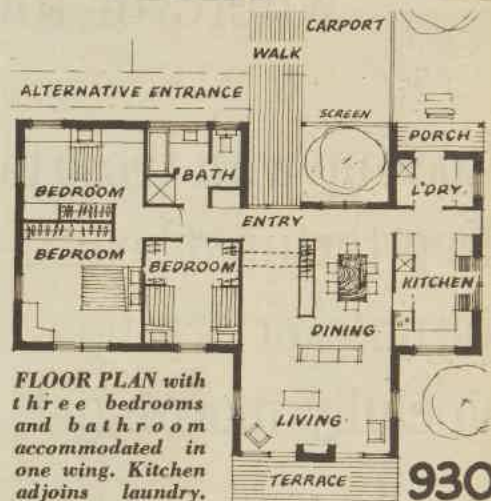 CARPORT
WALK
ALTERNATIVE ENTRANCE
SCREEN
PORCH
BATH
L'DRY.
BEDROOM
ENTRY
BEDROOM
BEDROOM
KITCHEN
DINING
LIVING
TERRACE
FLOOR PLAN with
three bedrooms
and bathroom
accommodated in
one wing. Kitchen
adjoins laundry.
930